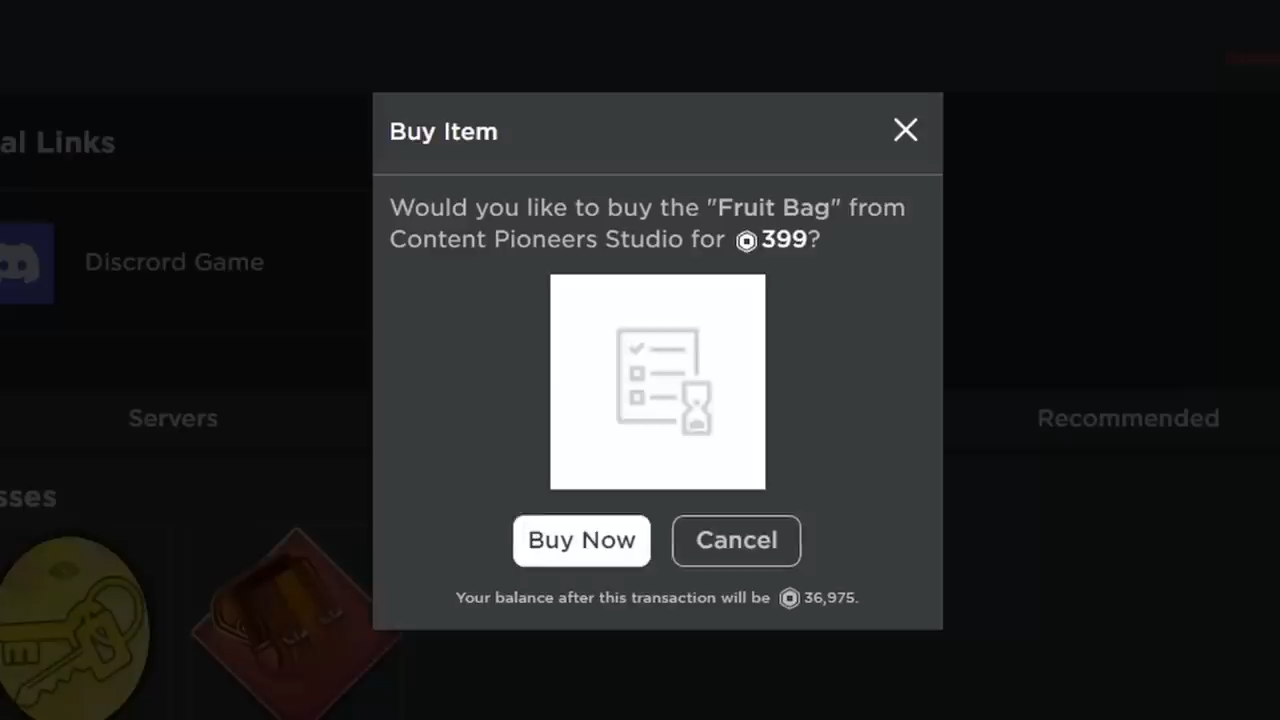 Buy Item
Would you like to buy the "Fruit Bag" from
Content Pioneers Studio for 399?
Buy Now
Cancel
Your balance after this transaction will be 36,975.
al Links
Discrord Game
Servers
Recommended
sses